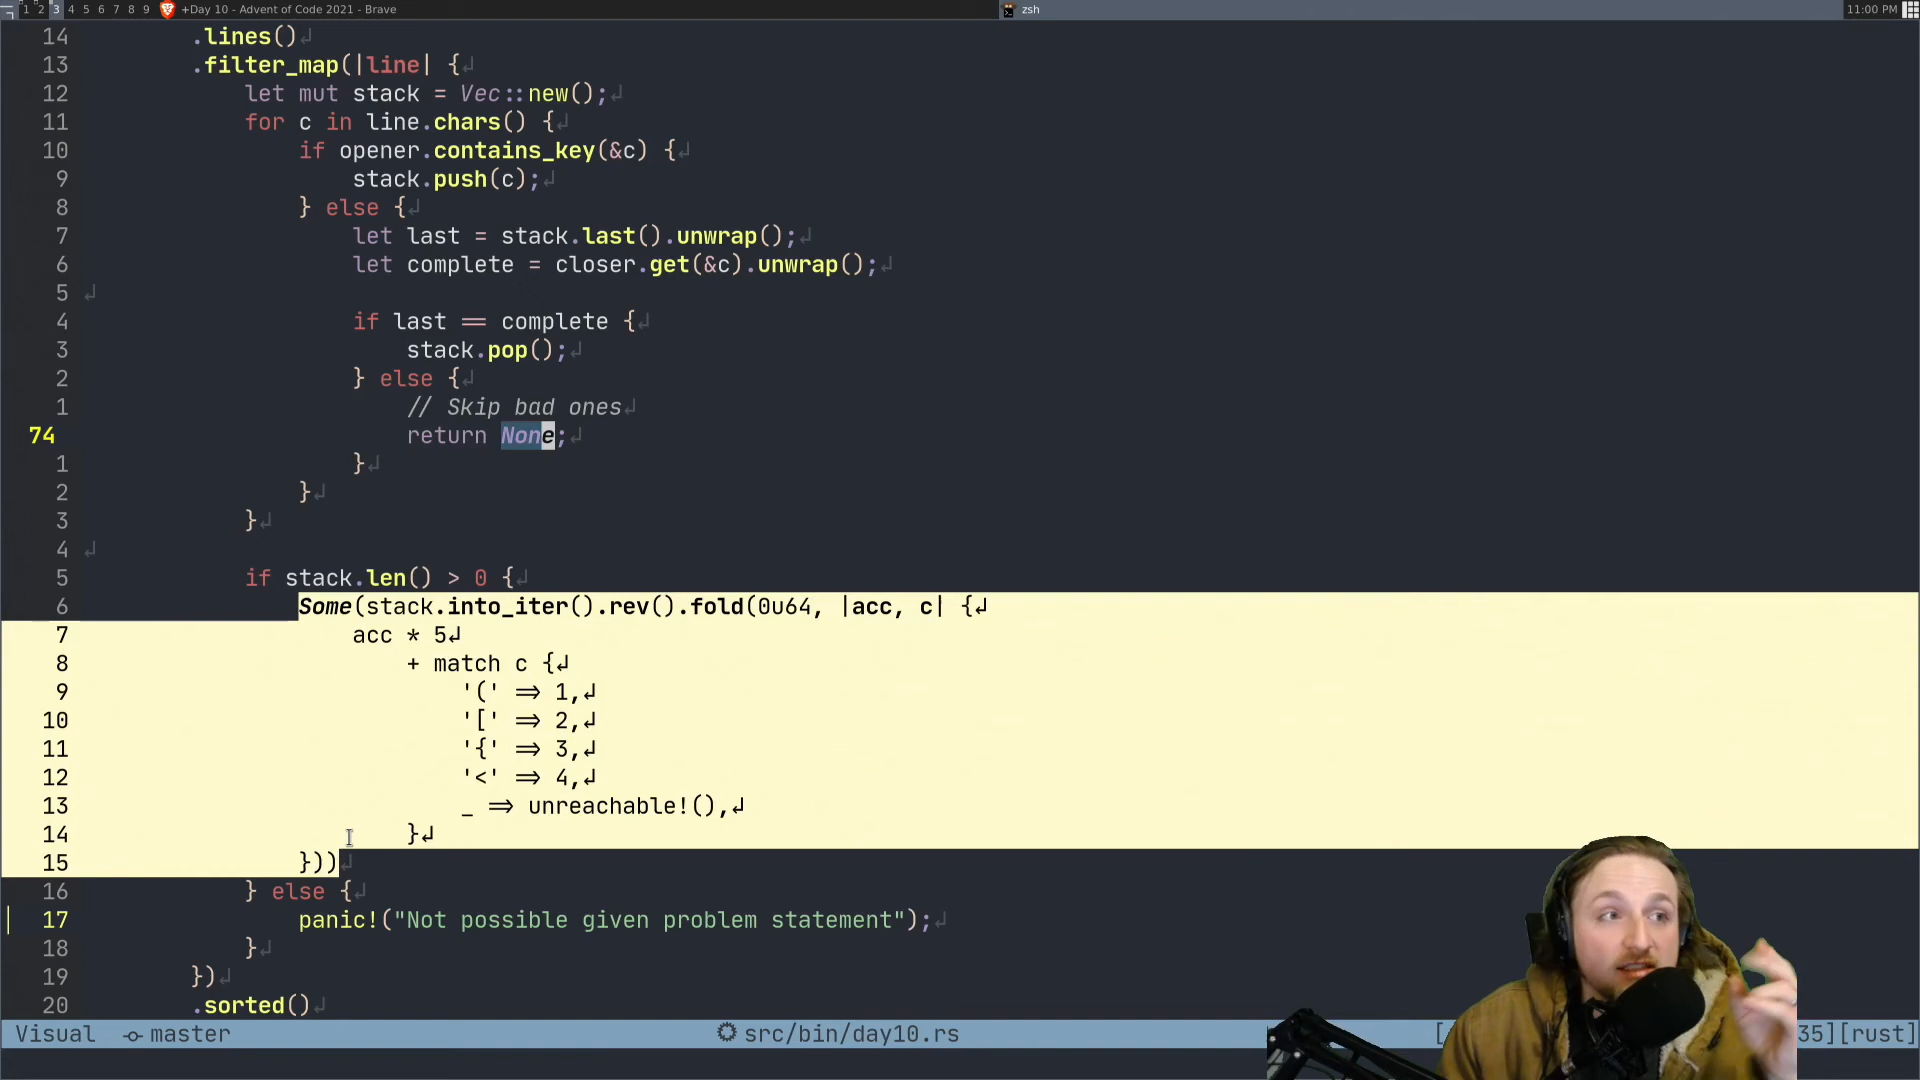 1 2 3 4 5 6 7 8 9 +Day 10 - Advent of Code 2021 - Brave zsh 11:00 PM
14 .lines()↲
13 .filter_map(|line| {↲
12 let mut stack = Vec::new();↲
11 for c in line.chars() {↲
10 if opener.contains_key(&c) {↲
9 stack.push(c);↲
8 } else {↲
7 let last = stack.last().unwrap();↲
6 let complete = closer.get(&c).unwrap();↲
5 ↲
4 if last == complete {↲
3 stack.pop();↲
2 } else {↲
1 // Skip bad ones↲
74 return None;↲
1 }↲
2 }↲
3 }↲
4 ↲
5 if stack.len() > 0 {↲
6 Some(stack.into_iter().rev().fold(0u64, |acc, c| {↲
7 acc * 5↲
8 + match c {↲
9 '(' => 1,↲
10 '[' => 2,↲
11 '{' => 3,↲
12 '<' => 4,↲
13 _ => unreachable!(),↲
14 }↲
15 }))↲
16 } else {↲
17 panic!("Not possible given problem statement");↲
18 }↲
19 })↲
20 .sorted()↲
Visual master src/bin/day10.rs [ 35][rust]